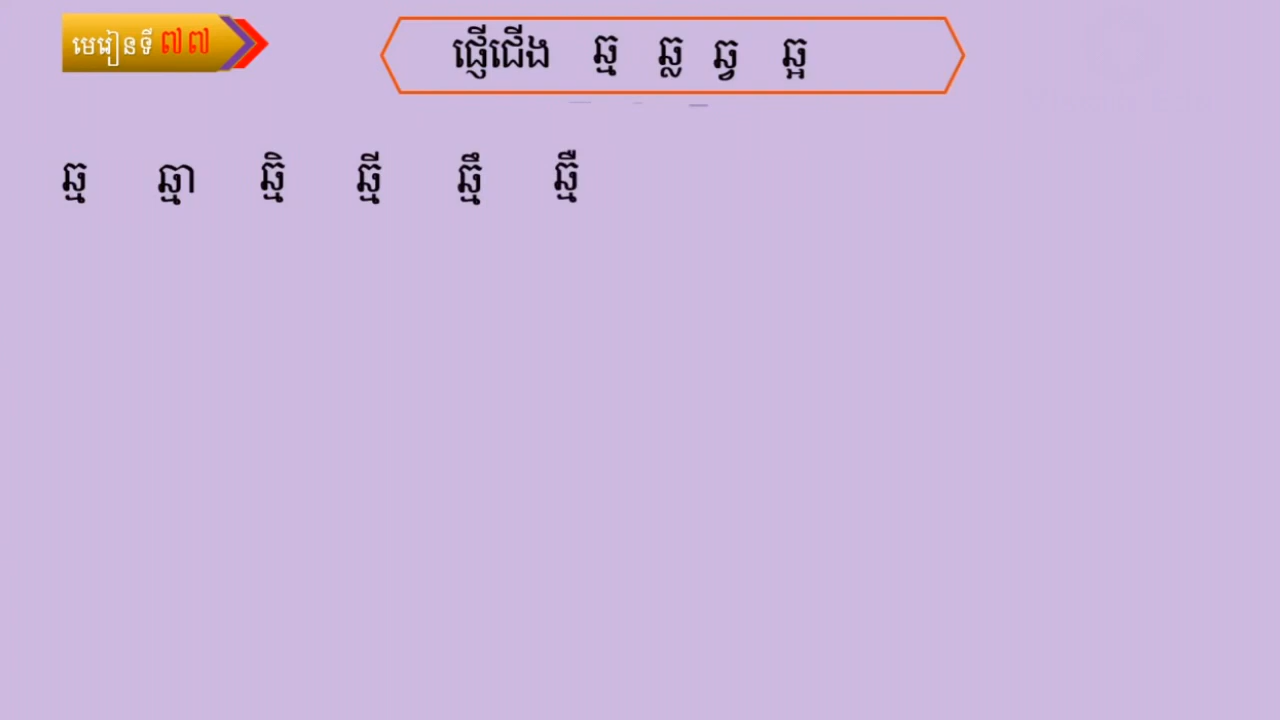 មេរៀនទី ៧៧
ផ្ញើជើង ឆ្ម ឆ្ល ឆ្វ ឆ្អ
ឆ្ម ឆ្មា ឆ្មិ ឆ្មី ឆ្មឹ ឆ្មឺ